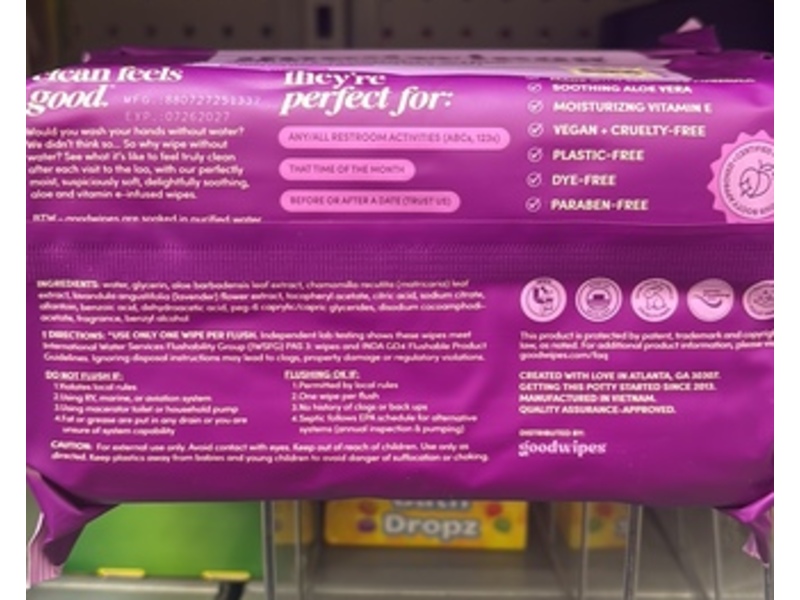 clean feels
good.
MFG.:080727251337
EXP.:07262027
Would you wash your hands without water?
We didn't think so... So why wipe without
water? See what it's like to feel truly clean
after each visit to the loo, with our perfectly
moist, suspiciously soft, delightfully soothing,
aloe and vitamin e-infused wipes.
BTW - goodwipes are soaked in purified water
they're
perfect for:
ANY/ALL RESTROOM ACTIVITIES (ABCs, 123s)
THAT TIME OF THE MONTH
BEFORE OR AFTER A DATE (TRUST US)
SOOTHING ALOE VERA
MOISTURIZNG VITAMIN E
VEGAN + CRUELTY-FREE
PLASTIC-FREE
DYE-FREE
PARABEN-FREE
INGREDIENTS: water, glycerin, aloe barbadensis leaf extract, chamomilla recutita (matricaria) leaf
extract, lavandula angustifolia (lavender) flower extract, tocopheryl acetate, citric acid, sodium citrate,
allantoin, benzoic acid, dehydroacetic acid, peg-6 caprylic/capric glycerides, disodium cocoamphodi-
acetate, fragrance, benzyl alcohol
DIRECTIONS: *USE ONLY ONE WIPE PER FLUSH. Independent lab testing shows these wipes meet
International Water Services Flushability Group (IWSFG) PAS 3: wipes and INDA GD4 Flushable Product
Guidelines. Ignoring disposal instructions may lead to clogs, property damage or regulatory violations.
DO NOT FLUSH IF:
1.Violates local rules
2.Using RV, marine, or aviation system
3.Using macerator toilet or household pump
4.Fat or grease are put in any drain or you are
unsure of system capability
FLUSHING OK IF:
1.Permitted by local rules
2.One wipe per flush
3.No history of clogs or back ups
4.Septic follows EPA schedule for alternative
systems (annual inspection & pumping)
CAUTION: For external use only. Avoid contact with eyes. Keep out of reach of children. Use only as
directed. Keep plastics away from babies and young children to avoid danger of suffocation or choking.
This product is protected by patent, trademark and copyright
law, as noted. For additional product information, please
goodwipes.com/faq
CREATED WITH LOVE IN ATLANTA, GA 30307.
GETTING THIS POTTY STARTED SINCE 2013.
MANUFACTURED IN VIETNAM.
QUALITY ASSURANCE-APPROVED.
DISTRIBUTED BY:
goodwipes
Dropz